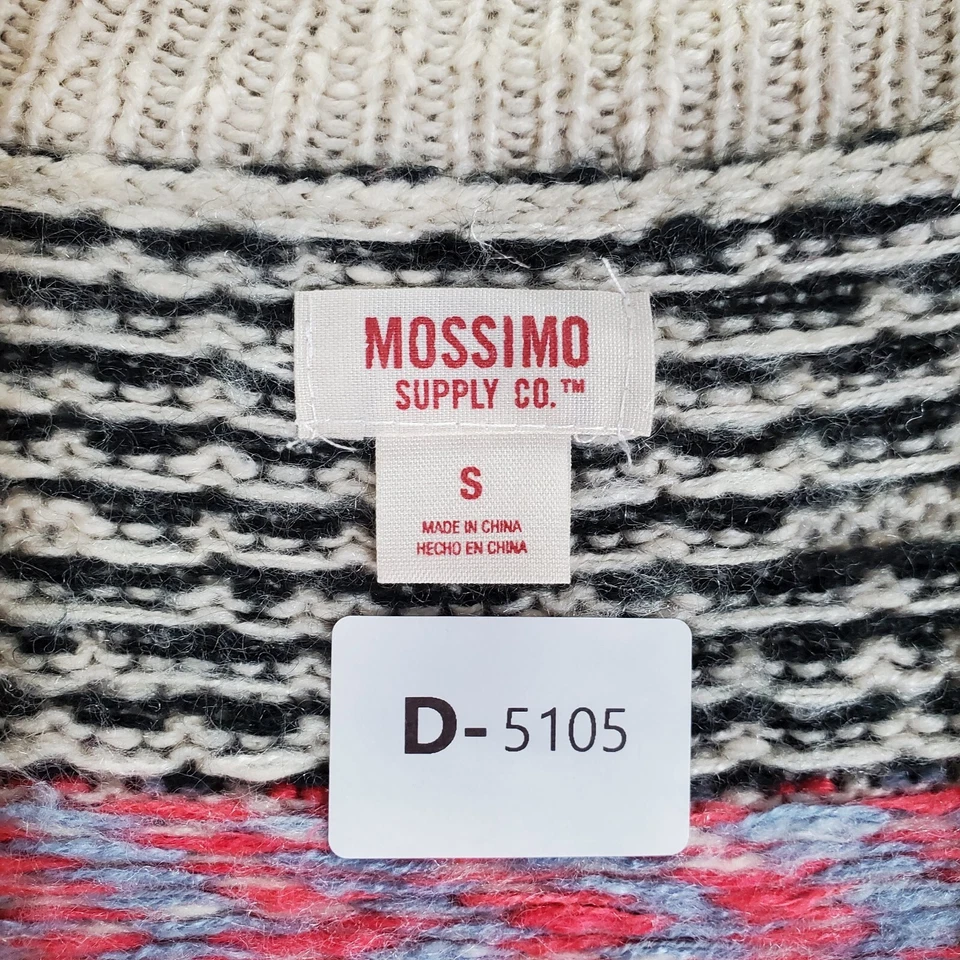 MOSSIMO
SUPPLY CO.™
S
MADE IN CHINA
HECHO EN CHINA
D- 5105